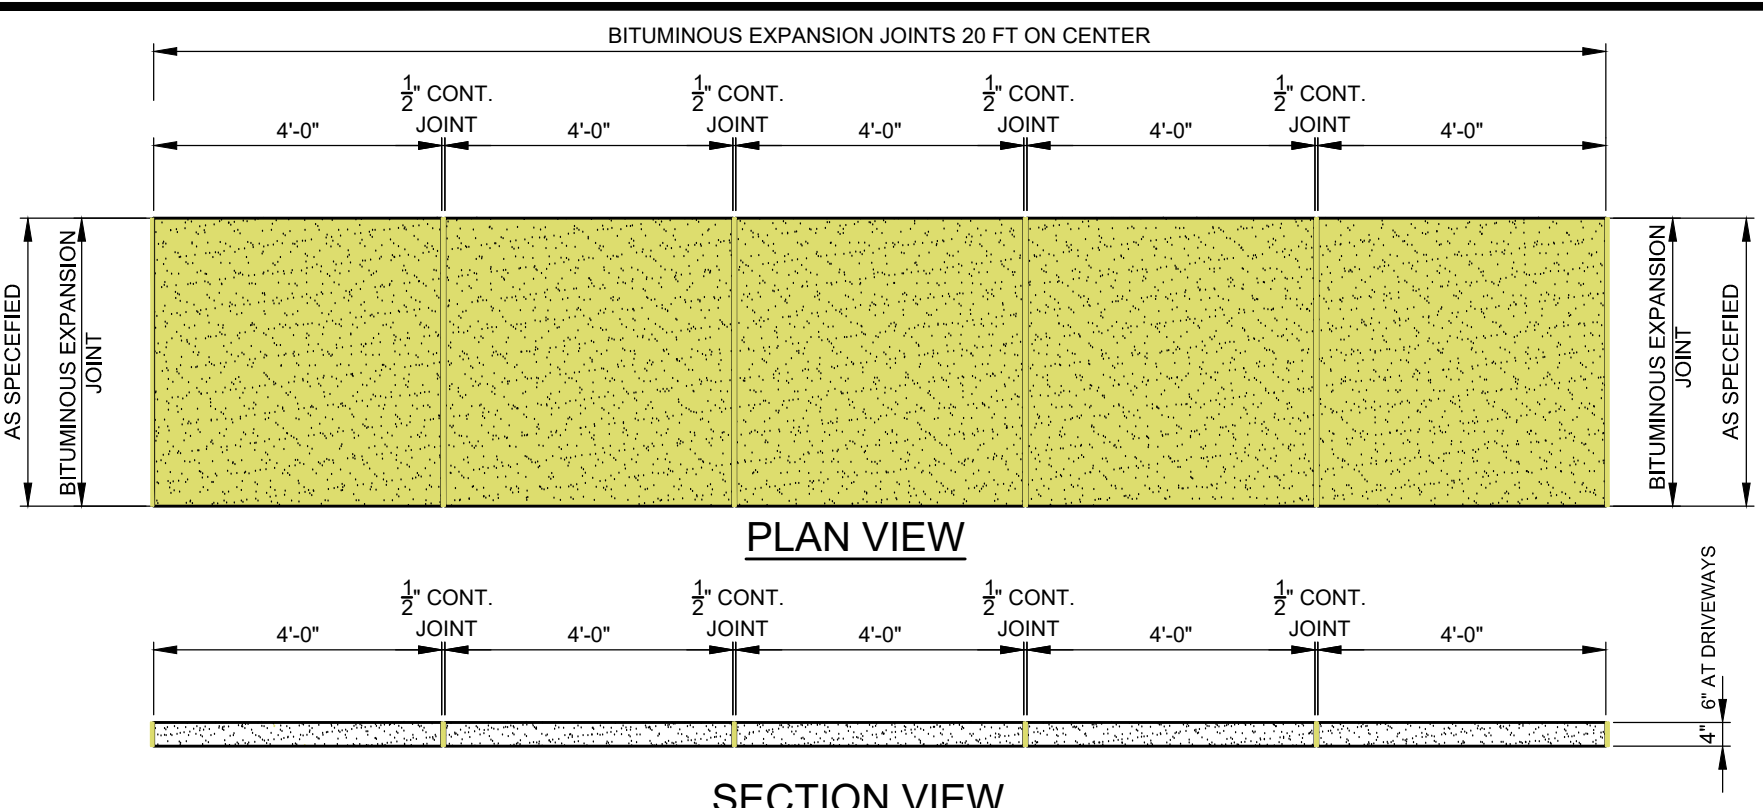 BITUMINOUS EXPANSION JOINTS 20 FT ON CENTER
1/2" CONT.
JOINT
1/2" CONT.
JOINT
1/2" CONT.
JOINT
1/2" CONT.
JOINT
4'-0"
4'-0"
4'-0"
4'-0"
4'-0"
AS SPECEFIED
BITUMINOUS EXPANSION
JOINT
BITUMINOUS EXPANSION
JOINT
AS SPECEFIED
PLAN VIEW
1/2" CONT.
JOINT
1/2" CONT.
JOINT
1/2" CONT.
JOINT
1/2" CONT.
JOINT
4'-0"
4'-0"
4'-0"
4'-0"
4'-0"
4" 6" AT DRIVEWAYS
SECTION VIEW